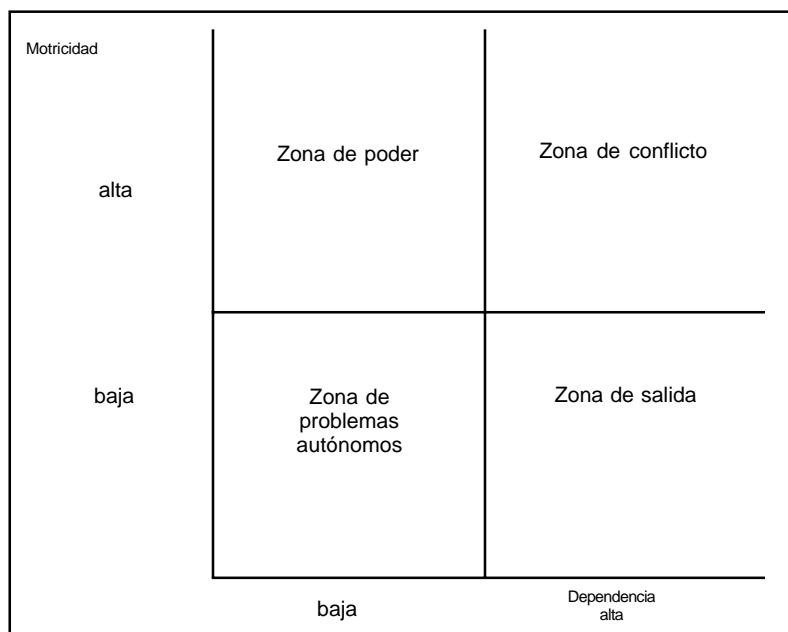 Motricidad
Zona de poder
Zona de conflicto
alta
baja
Zona de
problemas
autónomos
Zona de salida
baja
Dependencia
alta